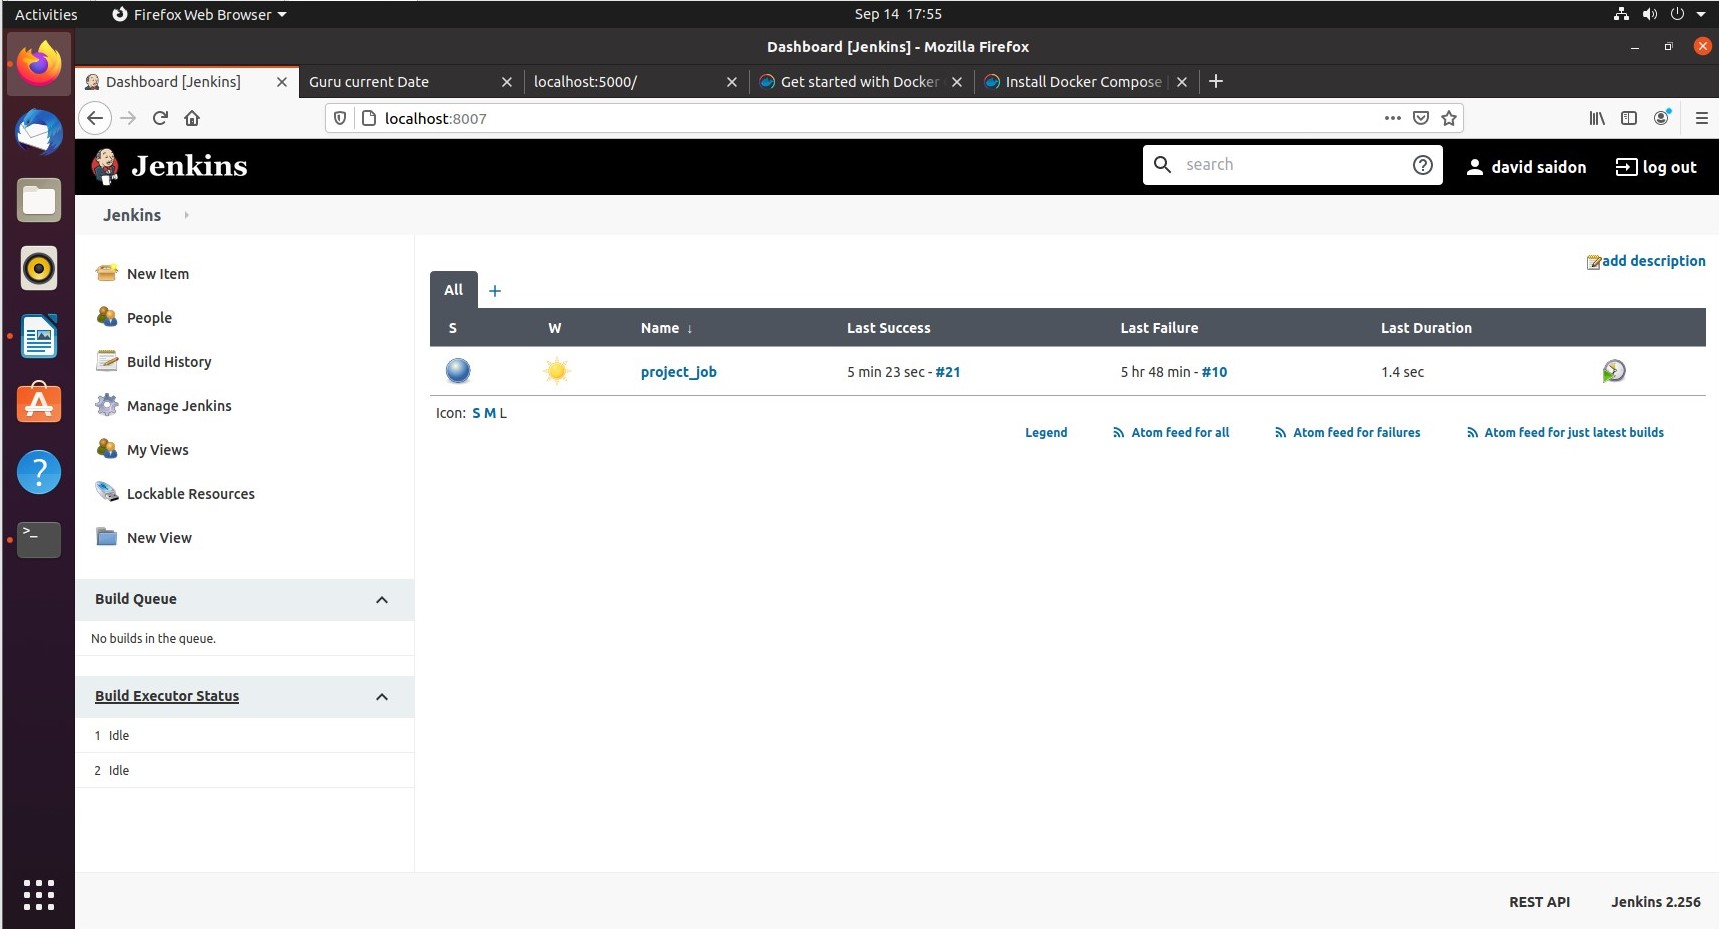 Activities Firefox Web Browser Sep 14 17:55
Dashboard [Jenkins] - Mozilla Firefox
Dashboard [Jenkins] Guru current Date localhost:5000/ Get started with Docker Install Docker Compose
localhost:8007
Jenkins search david saidon log out
Jenkins
add description
New Item
People
Build History
Manage Jenkins
My Views
Lockable Resources
New View
Build Queue
No builds in the queue.
Build Executor Status
1 Idle
2 Idle
All +
S W Name ↓ Last Success Last Failure Last Duration
project_job 5 min 23 sec - #21 5 hr 48 min - #10 1.4 sec
Icon: S M L
Legend Atom feed for all Atom feed for failures Atom feed for just latest builds
REST API Jenkins 2.256